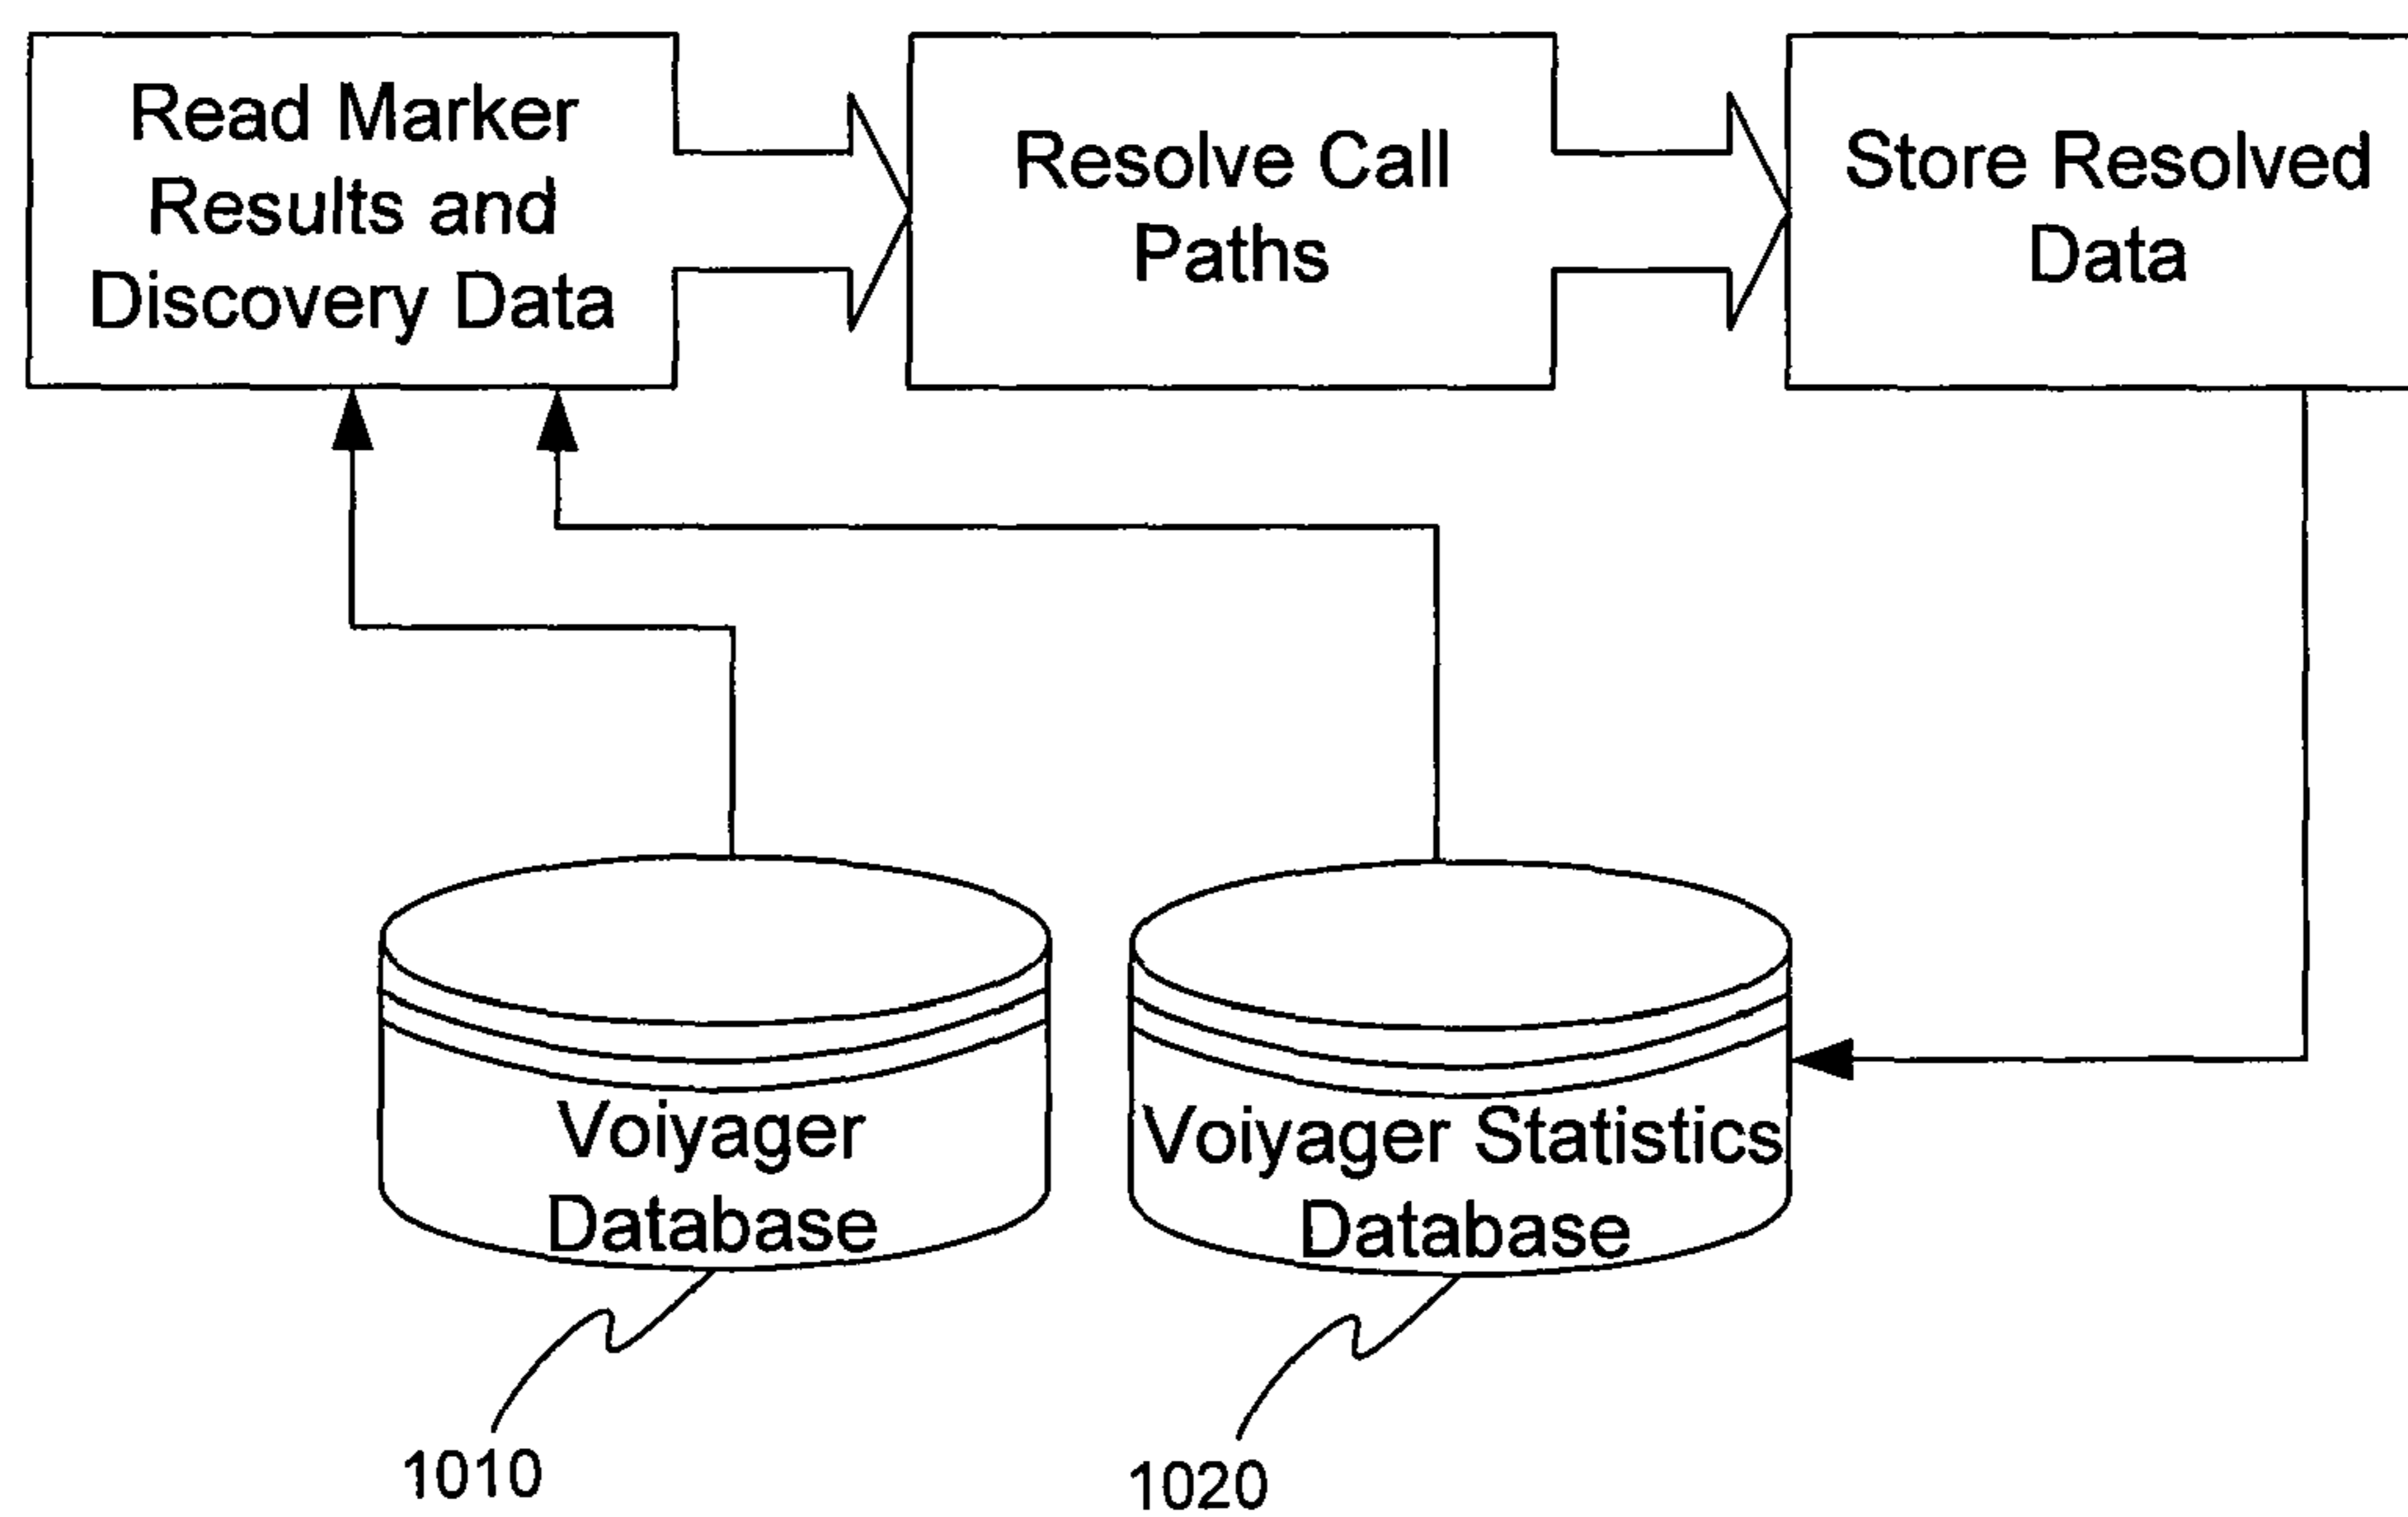 Read Marker
Results and
Discovery Data
Resolve Call
Paths
Store Resolved
Data
Voiyager
Database
Voiyager Statistics
Database
1010
1020